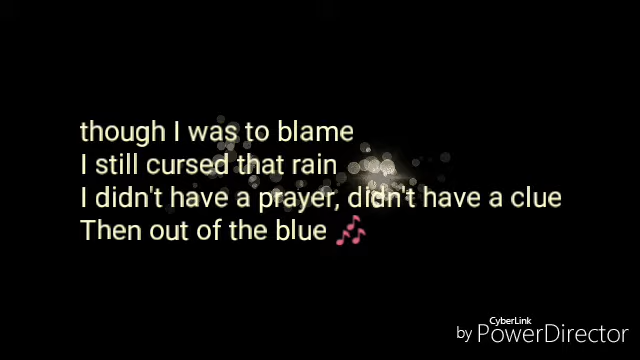 though I was to blame
I still cursed that rain
I didn't have a prayer, didn't have a clue
Then out of the blue 🎶
CyberLink
by PowerDirector